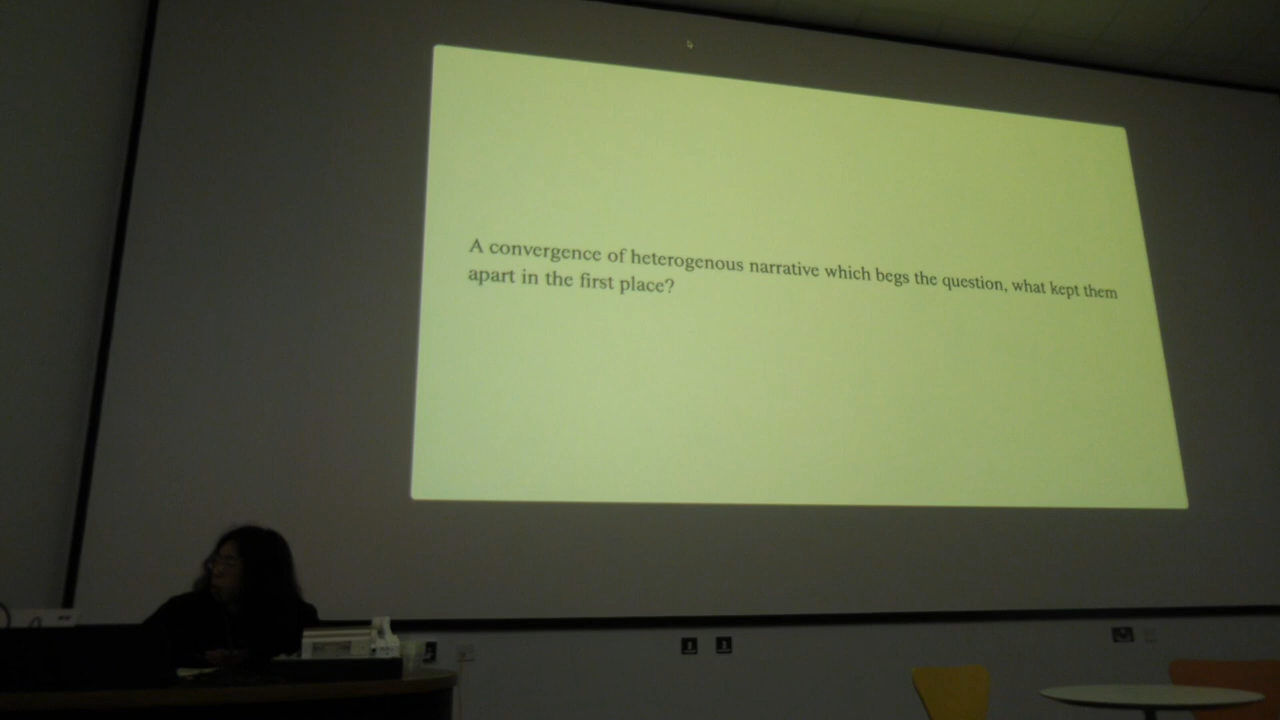 A convergence of heterogenous narrative which begs the question, what kept them
apart in the first place?